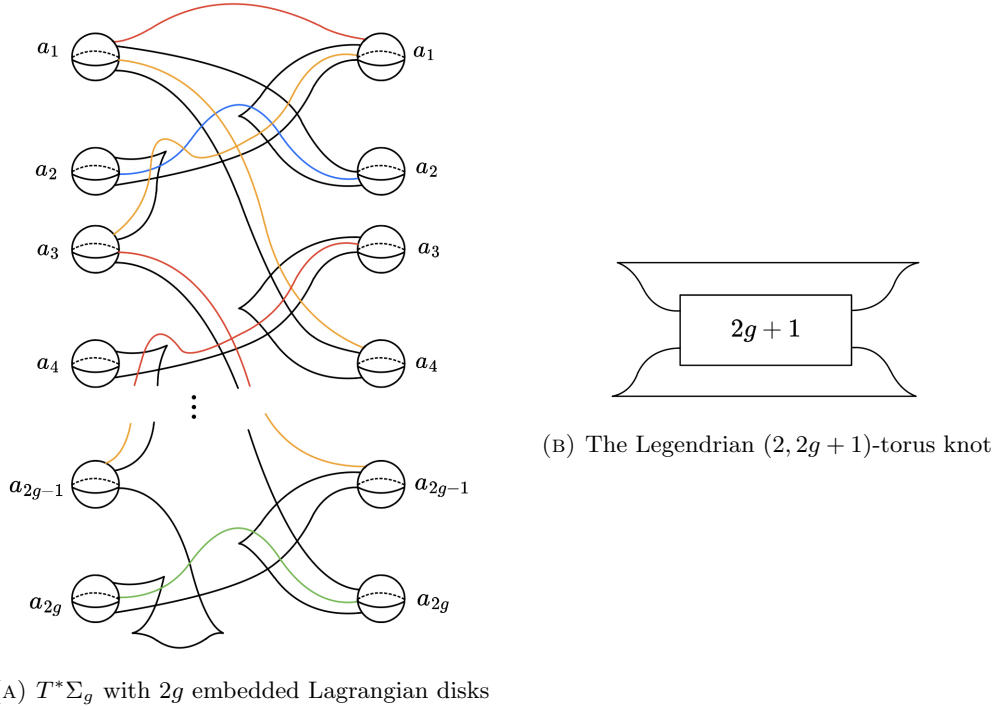 a₁ a₁
a₂ a₂
a₃ a₃
a₄ a₄
⋮
a₂g₋₁ a₂g₋₁
a₂g a₂g
2g + 1
(B) The Legendrian (2, 2g + 1)-torus knot
(A) T*Σg with 2g embedded Lagrangian disks